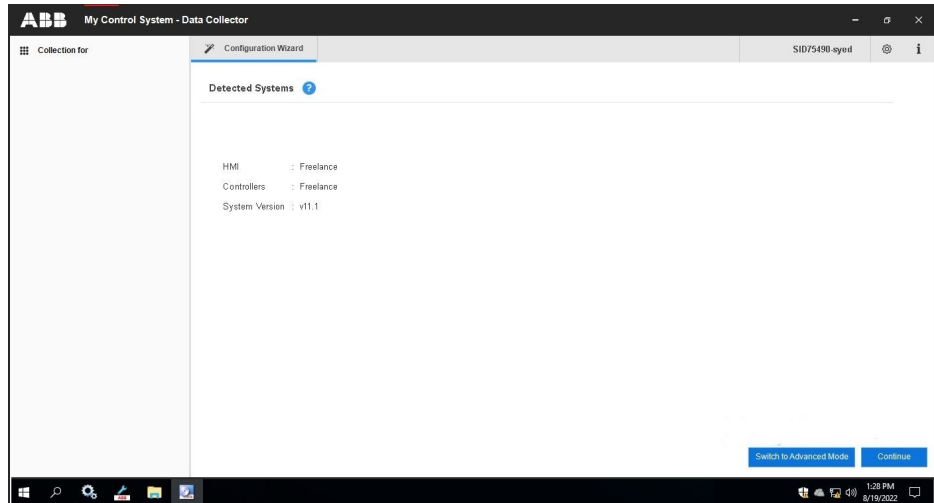 ABB My Control System - Data Collector
Collection for
Configuration Wizard
SID75490-syed
i
Detected Systems ?
HMI : Freelance
Controllers : Freelance
System Version : v11.1
Switch to Advanced Mode
Continue
ABB
1:28 PM
8/19/2022